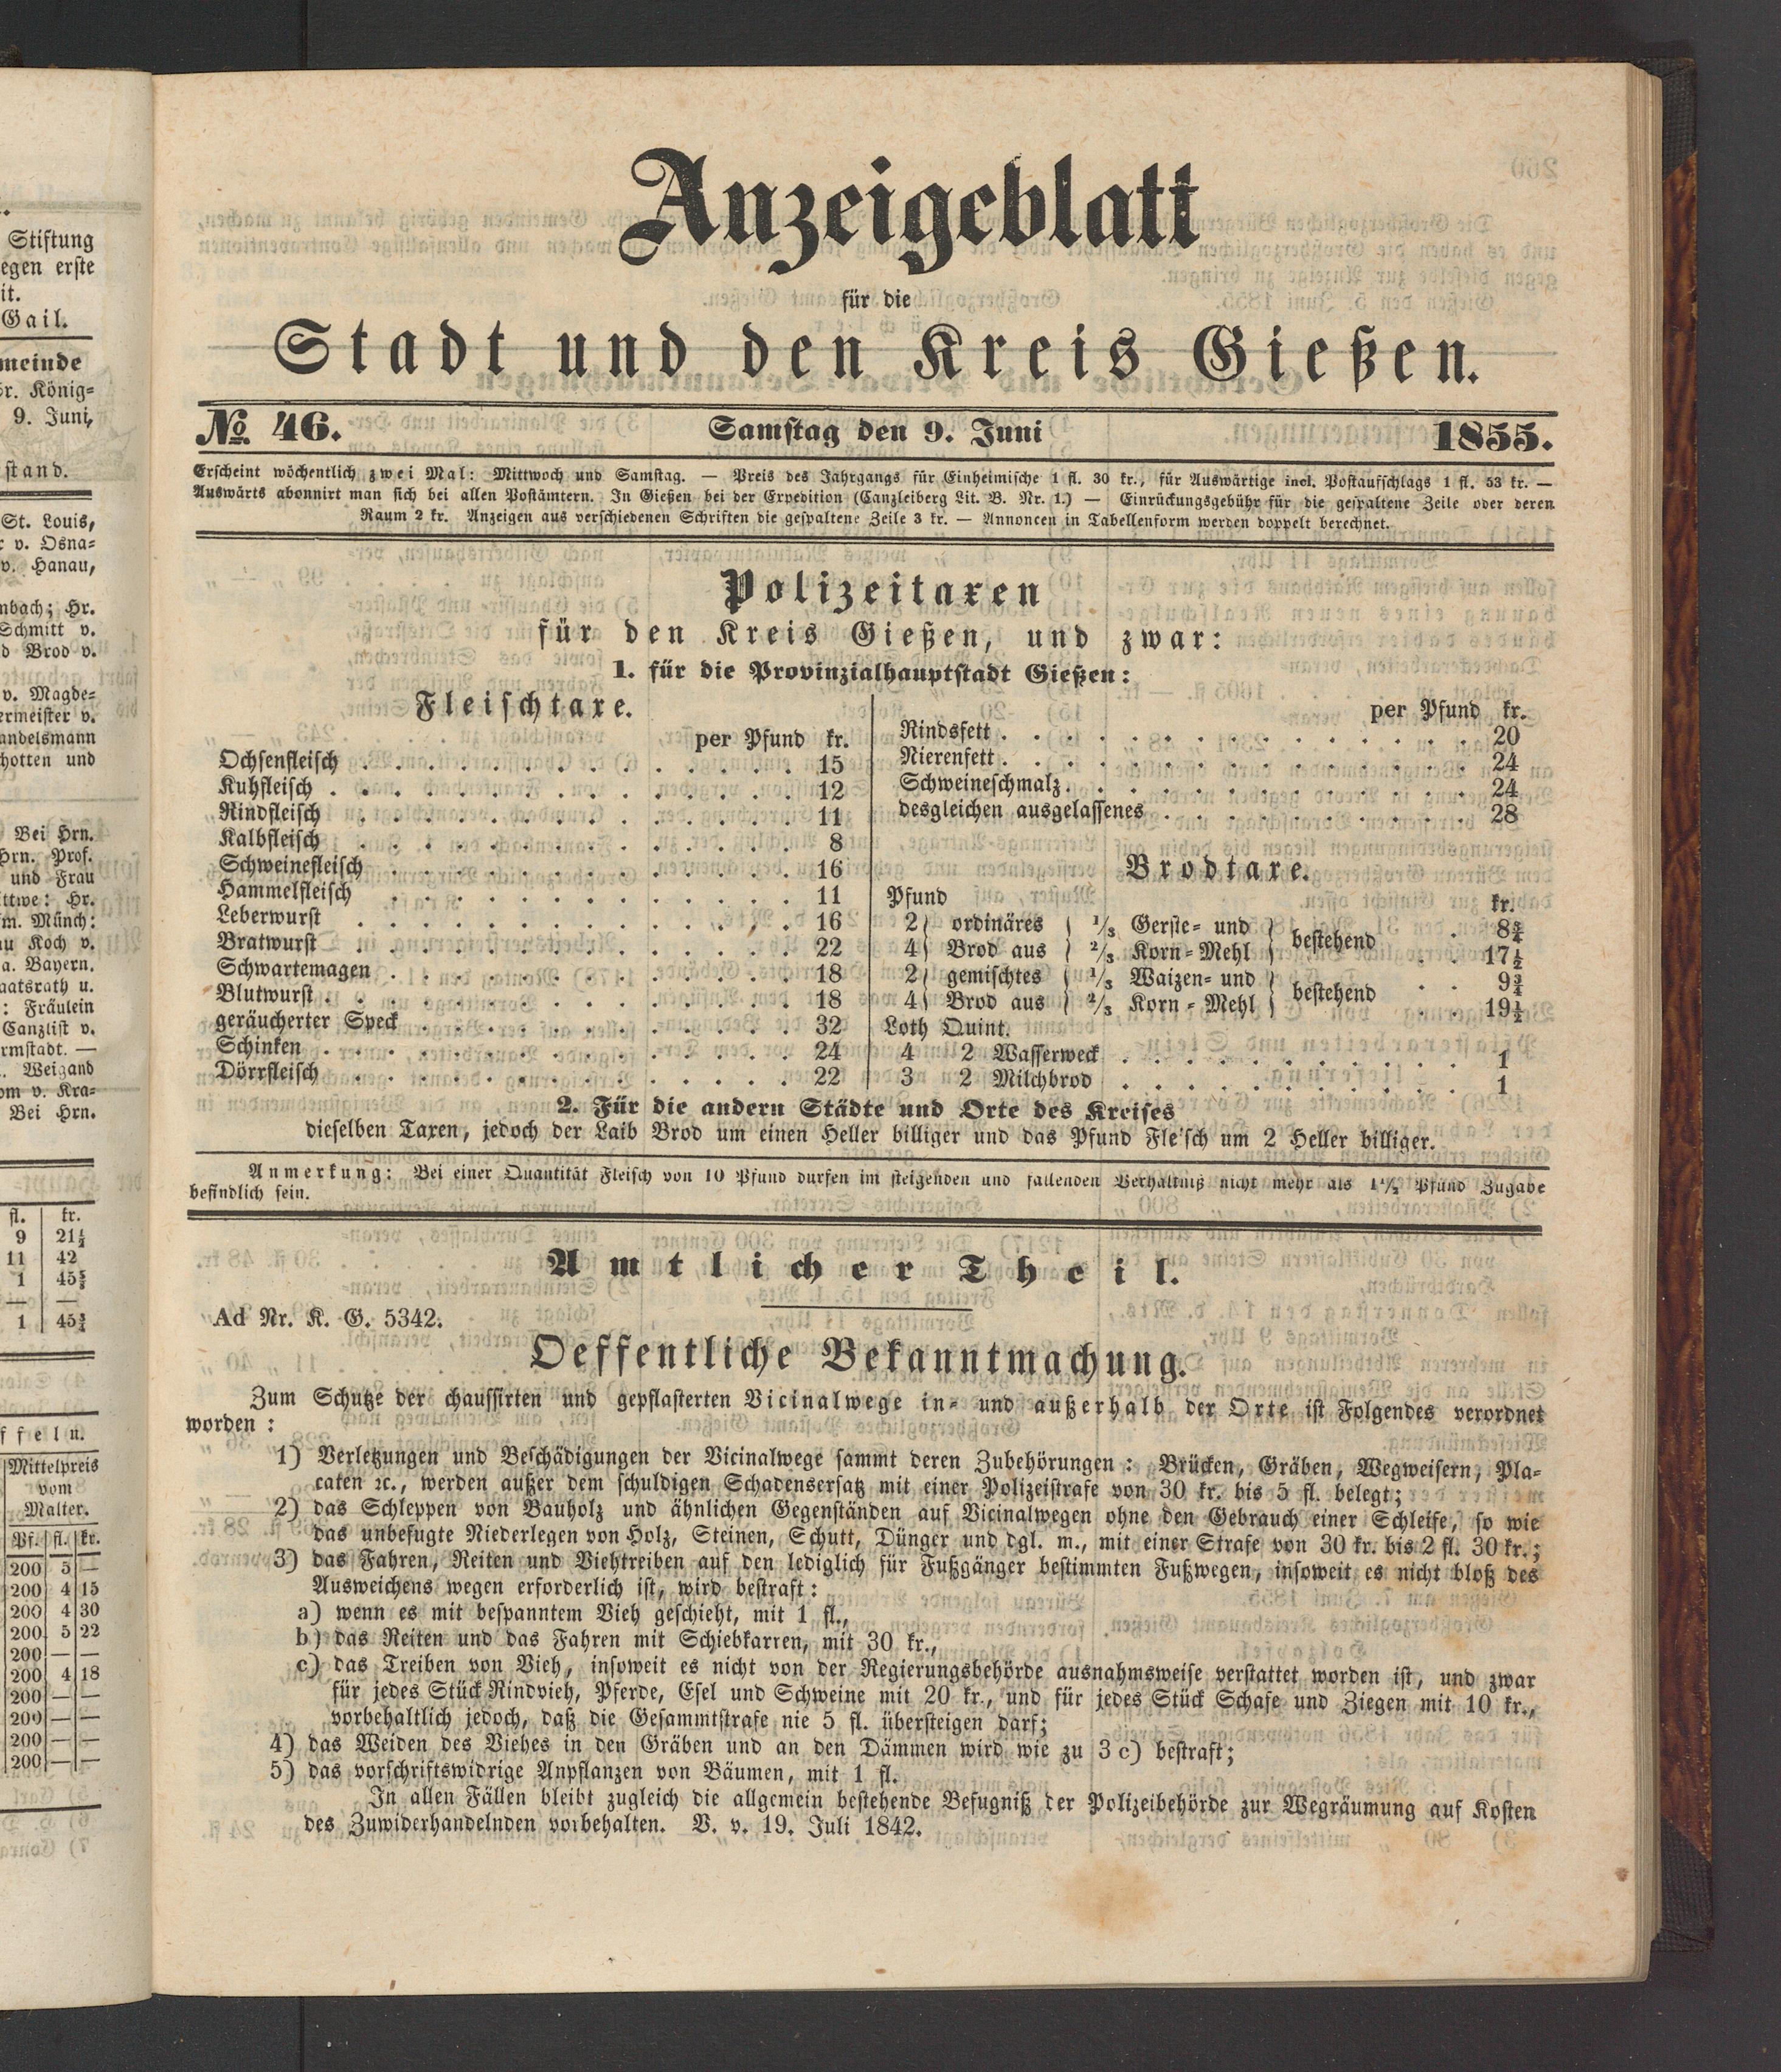 Anzeigeblatt
für die
Stadt und den Kreis Gießen.
No. 46. Samstag den 9. Juni 1855.
Erscheint wöchentlich zwei Mal: Mittwoch und Samstag. — Preis des Jahrgangs für Einheimische 1 fl. 30 kr., für Auswärtige incl. Postaufschlags 1 fl. 53 kr. —
Auswärts abonnirt man sich bei allen Postämtern. In Gießen bei der Expedition (Canzleiberg Lit. B. Nr. 1.) — Einrückungsgebühr für die gespaltene Zeile oder deren
Raum 2 kr. Anzeigen aus verschiedenen Schriften die gespaltene Zeile 3 kr. — Annoncen in Tabellenform werden doppelt berechnet.
Polizeitaxen
für den Kreis Gießen, und zwar:
1. für die Provinzialhauptstadt Gießen:
Fleischtaxe.
per Pfund kr.
Ochsenfleisch . . . . . . . . . . . . 15
Kuhfleisch . . . . . . . . . . . . 12
Rindfleisch . . . . . . . . . . . . 11
Kalbfleisch . . . . . . . . . . . . 8
Schweinefleisch . . . . . . . . . . . . 16
Hammelfleisch . . . . . . . . . . . . 11
Leberwurst . . . . . . . . . . . . 16
Bratwurst . . . . . . . . . . . . 22
Schwartemagen . . . . . . . . . . . . 18
Blutwurst . . . . . . . . . . . . 18
geräucherter Speck . . . . . . . . . . . . 32
Schinken . . . . . . . . . . . . 24
Dörrfleisch . . . . . . . . . . . . 22
per Pfund kr.
Rindsfett . . . . . . . . . . . . 20
Nierenfett . . . . . . . . . . . . 24
Schweineschmalz . . . . . . . . . . . . 24
desgleichen ausgelassenes . . . . . . . . . . 28
Brodtaxe.
Pfund kr.
2 } ordinäres { 1/3 Gerste- und } bestehend . 8¾
4 } Brod aus { 2/3 Korn-Mehl } . . 17½
2 } gemischtes { 1/3 Waizen- und } bestehend . . 9¾
4 } Brod aus { 2/3 Korn-Mehl } . . 19½
Loth Quint.
4 2 Wasserweck . . . . . . . . . . 1
3 2 Milchbrod . . . . . . . . . . 1
2. Für die andern Städte und Orte des Kreises
dieselben Taxen, jedoch der Laib Brod um einen Heller billiger und das Pfund Fleisch um 2 Heller billiger.
Anmerkung: Bei einer Quantität Fleisch von 10 Pfund durfen im steigenden und fallenden Verhältniß nicht mehr als 1½ Pfund Zugabe
befindlich sein.
Amtlicher Theil.
Ad Nr. K. G. 5342.
Oeffentliche Bekanntmachung.
Zum Schutze der chaussirten und gepflasterten Vicinalwege in- und außerhalb der Orte ist Folgendes verordnet
worden:
1) Verletzungen und Beschädigungen der Vicinalwege sammt deren Zubehörungen: Brücken, Gräben, Wegweisern, Pla-
caten ꝛc., werden außer dem schuldigen Schadensersatz mit einer Polizeistrafe von 30 kr. bis 5 fl. belegt;
2) das Schleppen von Bauholz und ähnlichen Gegenständen auf Vicinalwegen ohne den Gebrauch einer Schleife, so wie
das unbefugte Niederlegen von Holz, Steinen, Schutt, Dünger und dgl. m., mit einer Strafe von 30 kr. bis 2 fl. 30 kr.;
3) das Fahren, Reiten und Viehtreiben auf den lediglich für Fußgänger bestimmten Fußwegen, insoweit es nicht bloß des
Ausweichens wegen erforderlich ist, wird bestraft:
a) wenn es mit bespanntem Vieh geschieht, mit 1 fl.,
b) das Reiten und das Fahren mit Schiebkarren, mit 30 kr.,
c) das Treiben von Vieh, insoweit es nicht von der Regierungsbehörde ausnahmsweise verstattet worden ist, und zwar
für jedes Stück Rindvieh, Pferde, Esel und Schweine mit 20 kr., und für jedes Stück Schafe und Ziegen mit 10 kr.,
vorbehaltlich jedoch, daß die Gesammtstrafe nie 5 fl. übersteigen darf;
4) das Weiden des Viehes in den Gräben und an den Dämmen wird wie zu 3 c) bestraft;
5) das vorschriftswidrige Anpflanzen von Bäumen, mit 1 fl.
In allen Fällen bleibt zugleich die allgemein bestehende Befugniß der Polizeibehörde zur Wegräumung auf Kosten
des Zuwiderhandelnden vorbehalten. V. v. 19. Juli 1842.